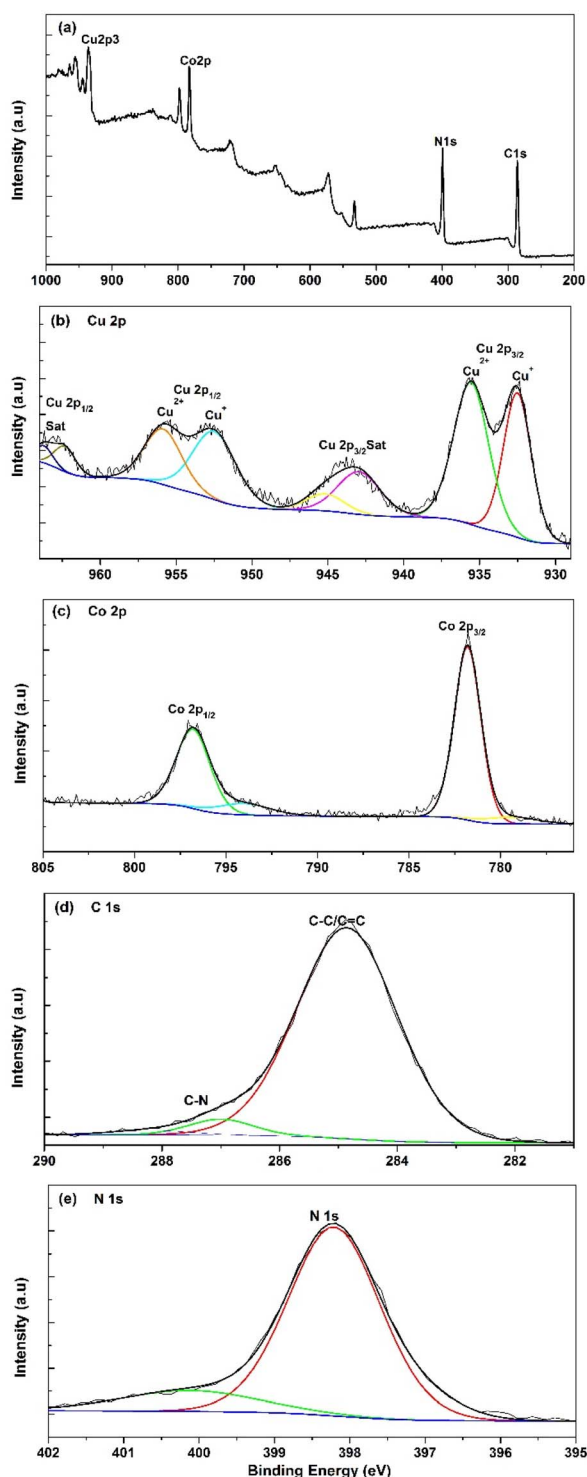 (a)
Cu2p3
Co2p
N1s
C1s
Intensity (a.u)
1000 900 800 700 600 500 400 300 200
(b) Cu 2p
Cu 2p1/2
Sat
Cu 2p1/2
Cu2+
Cu+
Cu 2p3/2Sat
Cu 2p3/2
Cu2+
Cu+
Intensity (a.u)
960 955 950 945 940 935 930
(c) Co 2p
Co 2p1/2
Co 2p3/2
Intensity (a.u)
805 800 795 790 785 780
(d) C 1s
C-C/C=C
C-N
Intensity (a.u)
290 288 286 284 282
(e) N 1s
N 1s
Intensity (a.u)
402 401 400 399 398 397 396 395
Binding Energy (eV)